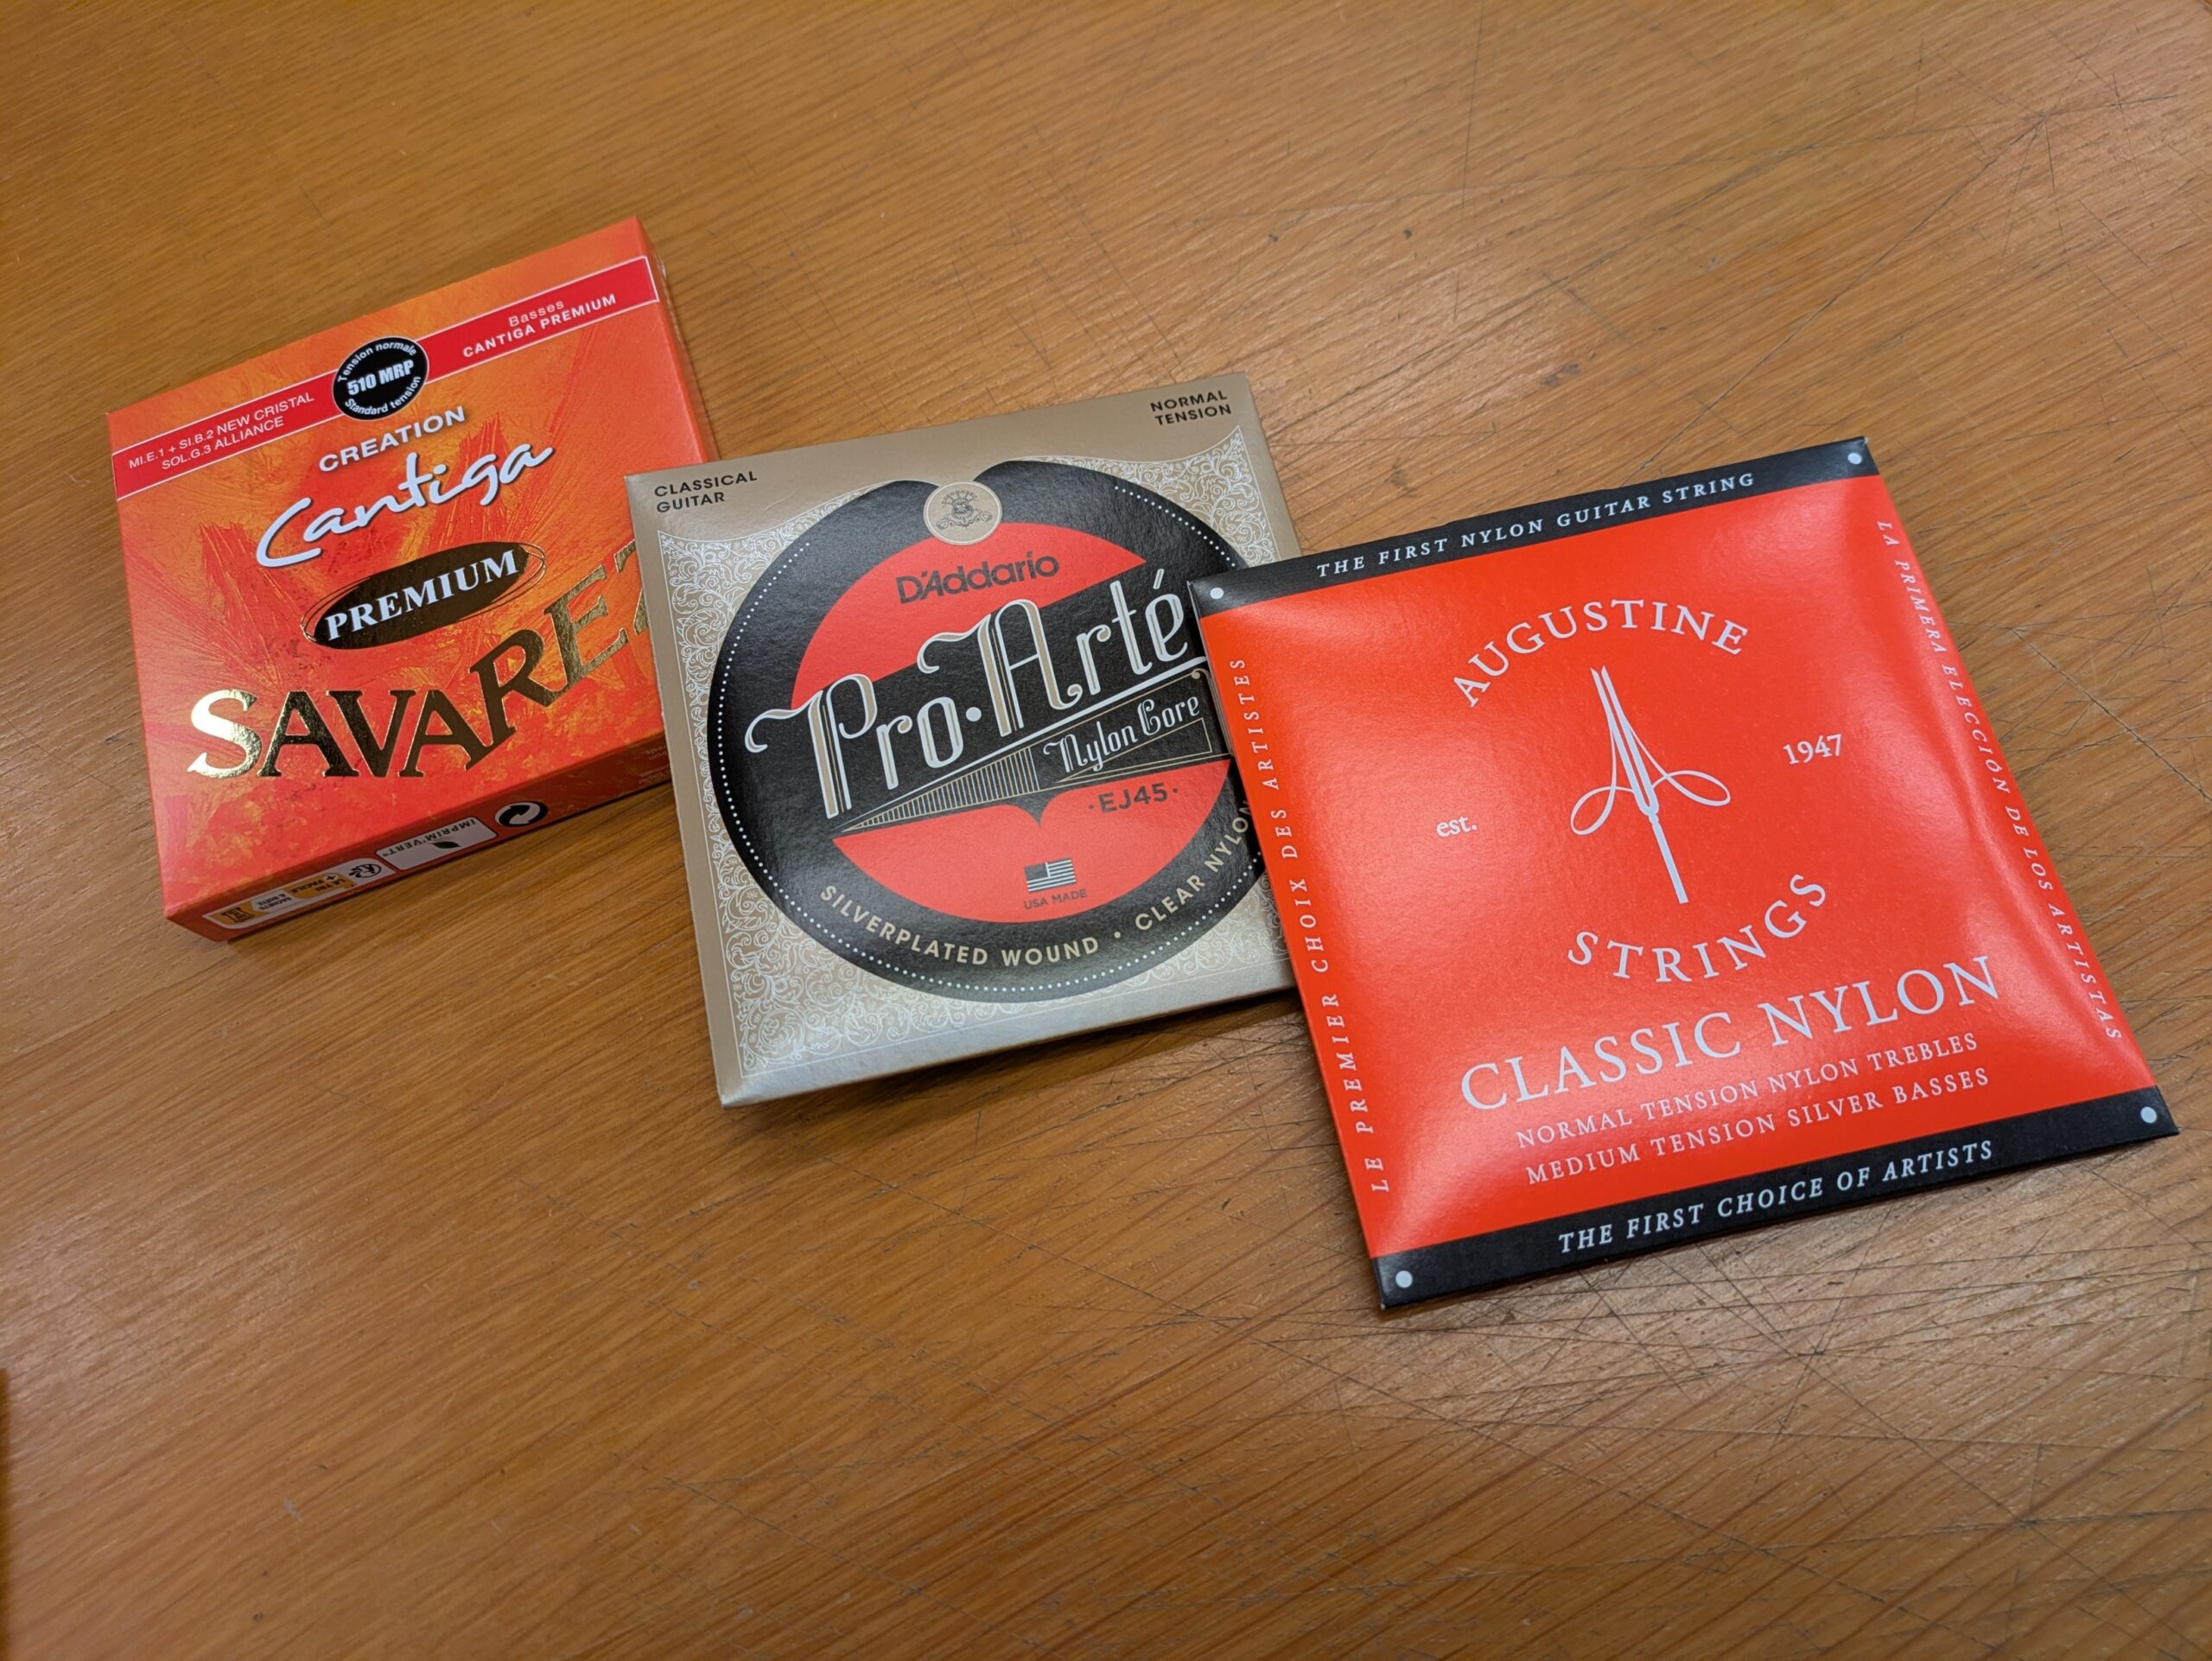 MI.E.1 + SI.B.2 NEW CRISTAL
SOL.G.3 ALLIANCE
Tension normale
510 MRP
Standard tension
Basses
CANTIGA PREMIUM
CREATION
Cantiga
PREMIUM
SAVAREZ
IMPRIM'VERT®
CLASSICAL
GUITAR
NORMAL
TENSION
D'Addario
Pro•Arté
Nylon Core
·EJ45·
USA MADE
SILVERPLATED WOUND • CLEAR NYLON
THE FIRST NYLON GUITAR STRING
LE PREMIER CHOIX DES ARTISTES
LA PRIMERA ELECCIÓN DE LOS ARTISTAS
AUGUSTINE
est.
1947
STRINGS
CLASSIC NYLON
NORMAL TENSION NYLON TREBLES
MEDIUM TENSION SILVER BASSES
THE FIRST CHOICE OF ARTISTS